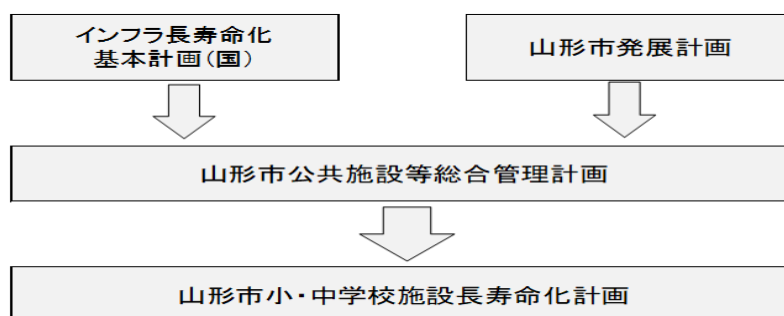 インフラ長寿命化
基本計画(国)
山形市発展計画
山形市公共施設等総合管理計画
山形市小・中学校施設長寿命化計画